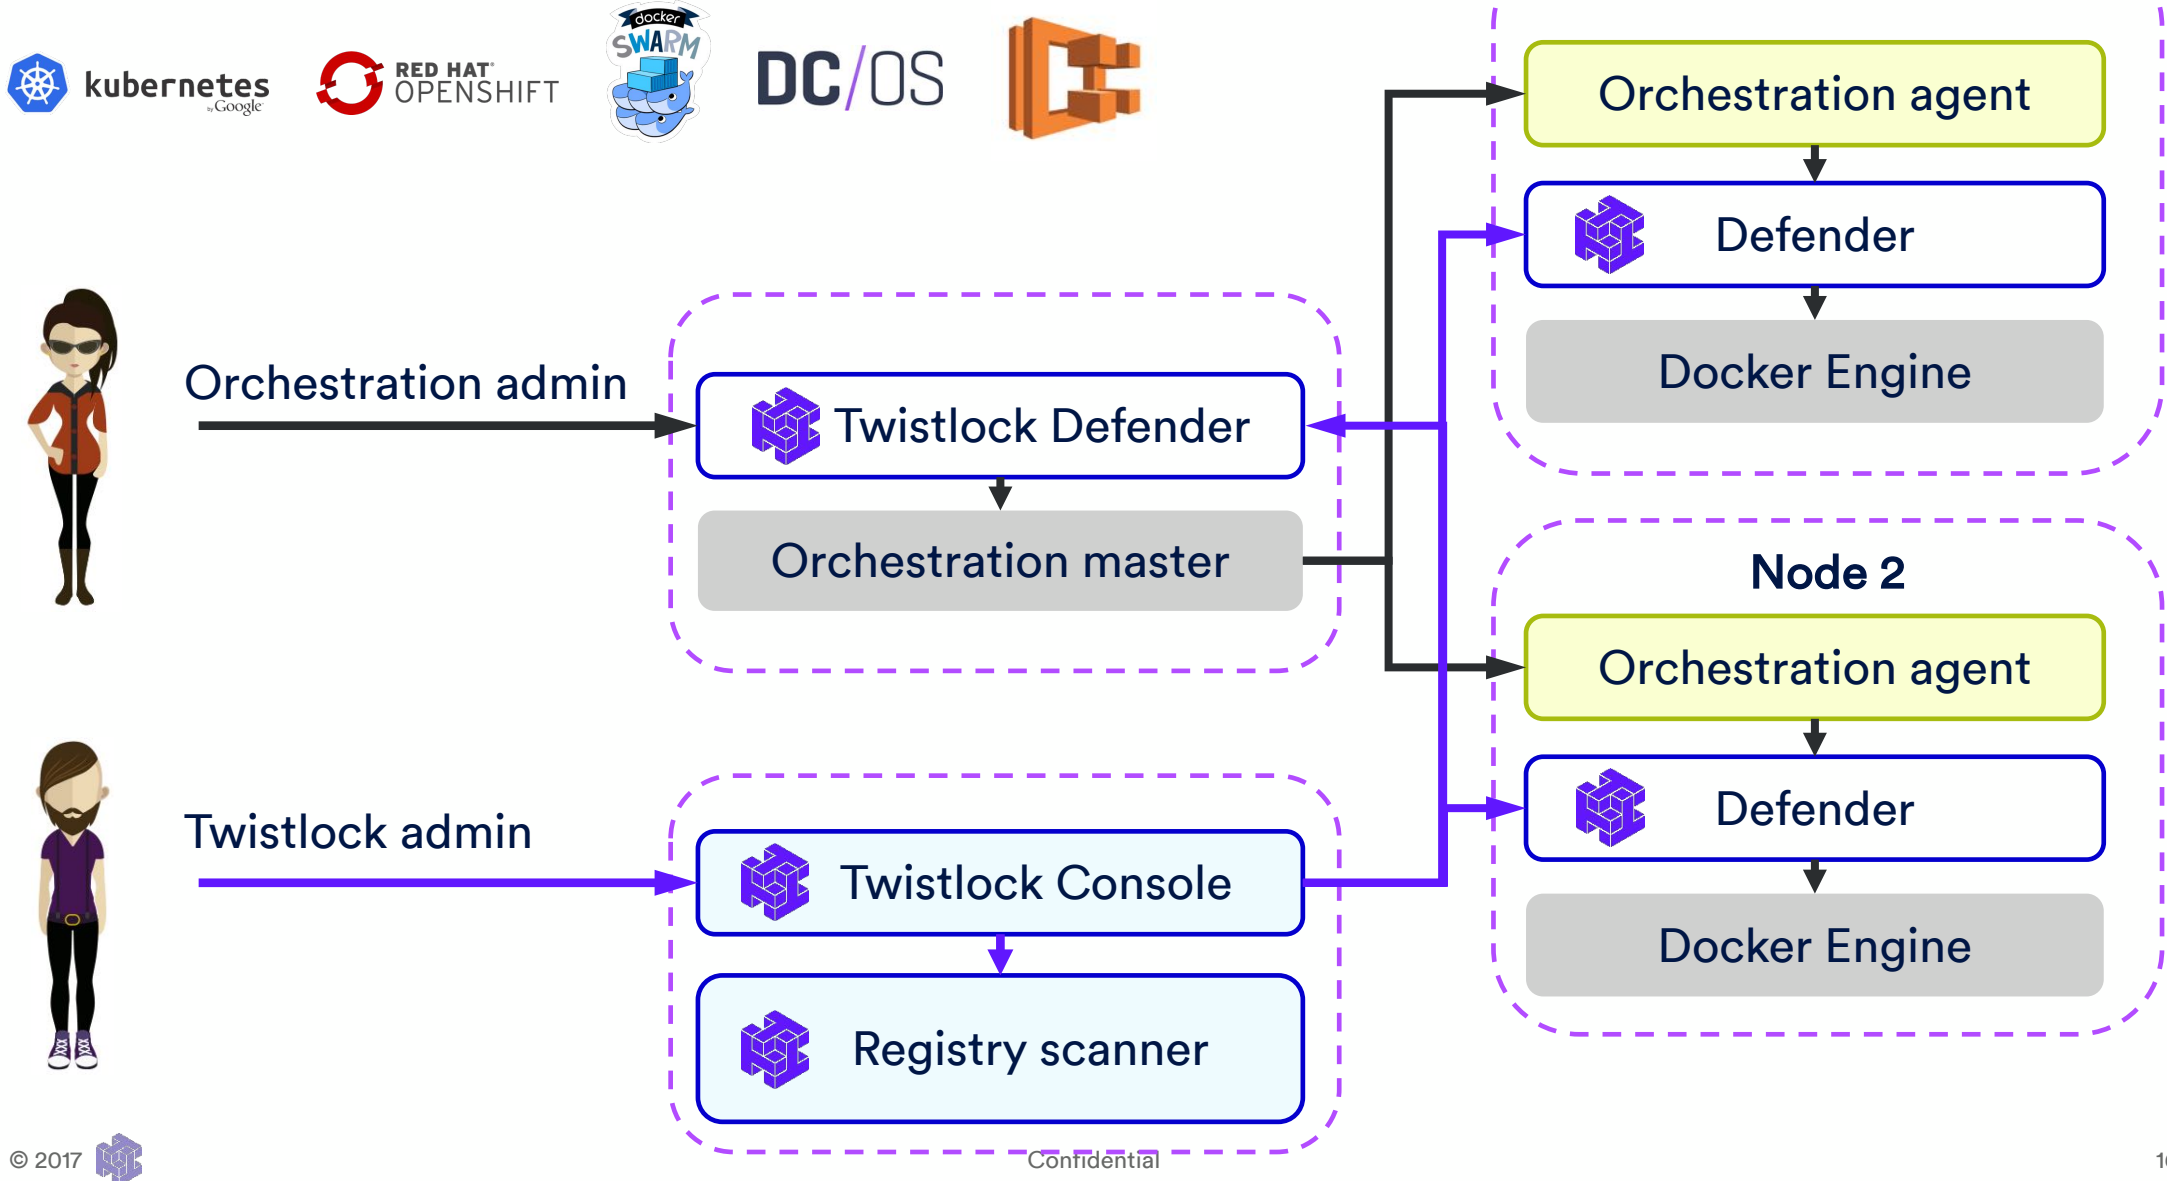 kubernetes
by Google
RED HAT®
OPENSHIFT
docker
SWARM
DC/OS
Orchestration agent
Defender
Docker Engine
Orchestration admin
Twistlock Defender
Orchestration master
Node 2
Orchestration agent
Defender
Docker Engine
Twistlock admin
Twistlock Console
Registry scanner
© 2017
Confidential